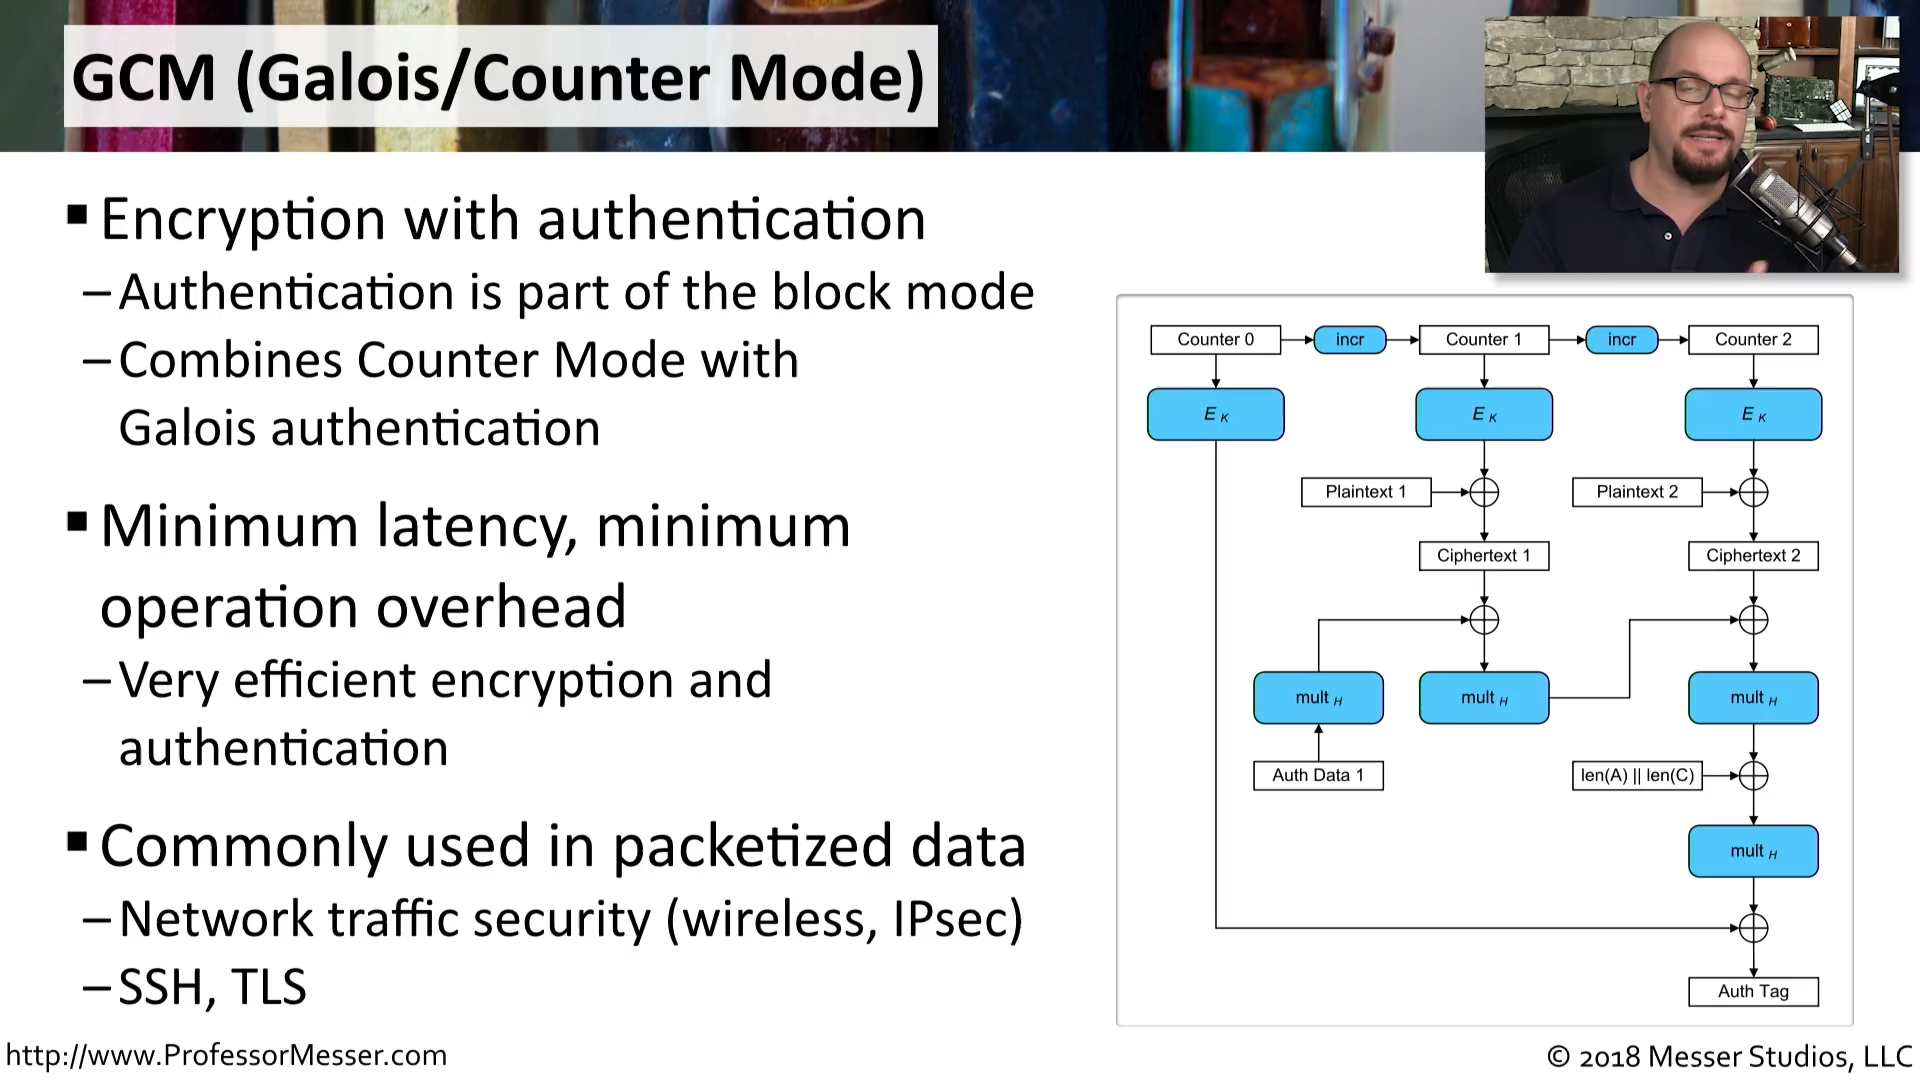 GCM (Galois/Counter Mode)
▪ Encryption with authentication
– Authentication is part of the block mode
– Combines Counter Mode with
Galois authentication
▪ Minimum latency, minimum
operation overhead
– Very efficient encryption and
authentication
▪ Commonly used in packetized data
– Network traffic security (wireless, IPsec)
– SSH, TLS
Counter 0 incr Counter 1 incr Counter 2
E K E K E K
Plaintext 1 Plaintext 2
Ciphertext 1 Ciphertext 2
mult H mult H mult H
Auth Data 1 len(A) || len(C)
mult H
Auth Tag
http://www.ProfessorMesser.com © 2018 Messer Studios, LLC